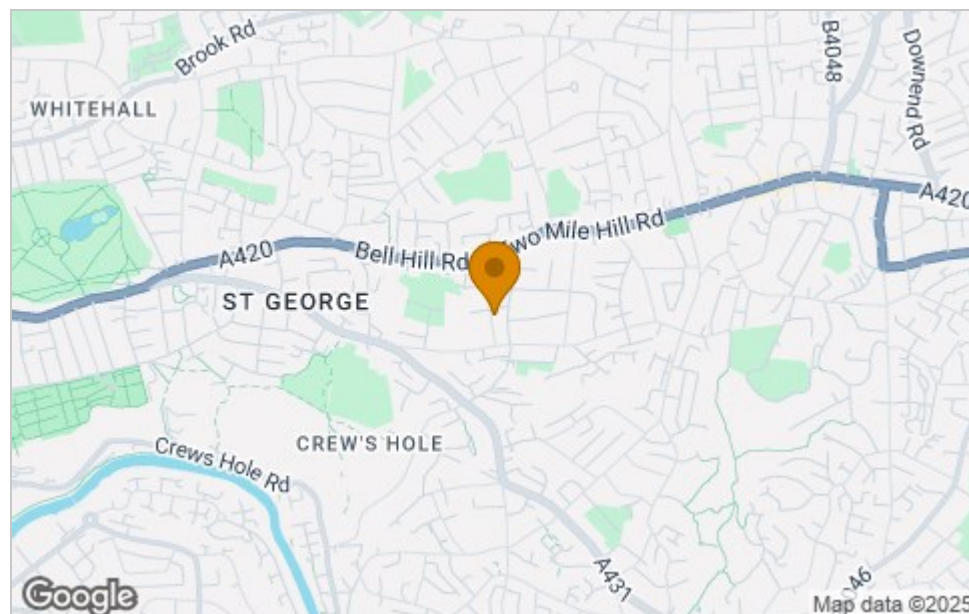 Brook Rd
WHITEHALL
B4048
Downend Rd
A420
Two Mile Hill Rd
Bell Hill Rd
A420
ST GEORGE
CREW'S HOLE
Crews Hole Rd
A431
Google
Map data ©2025